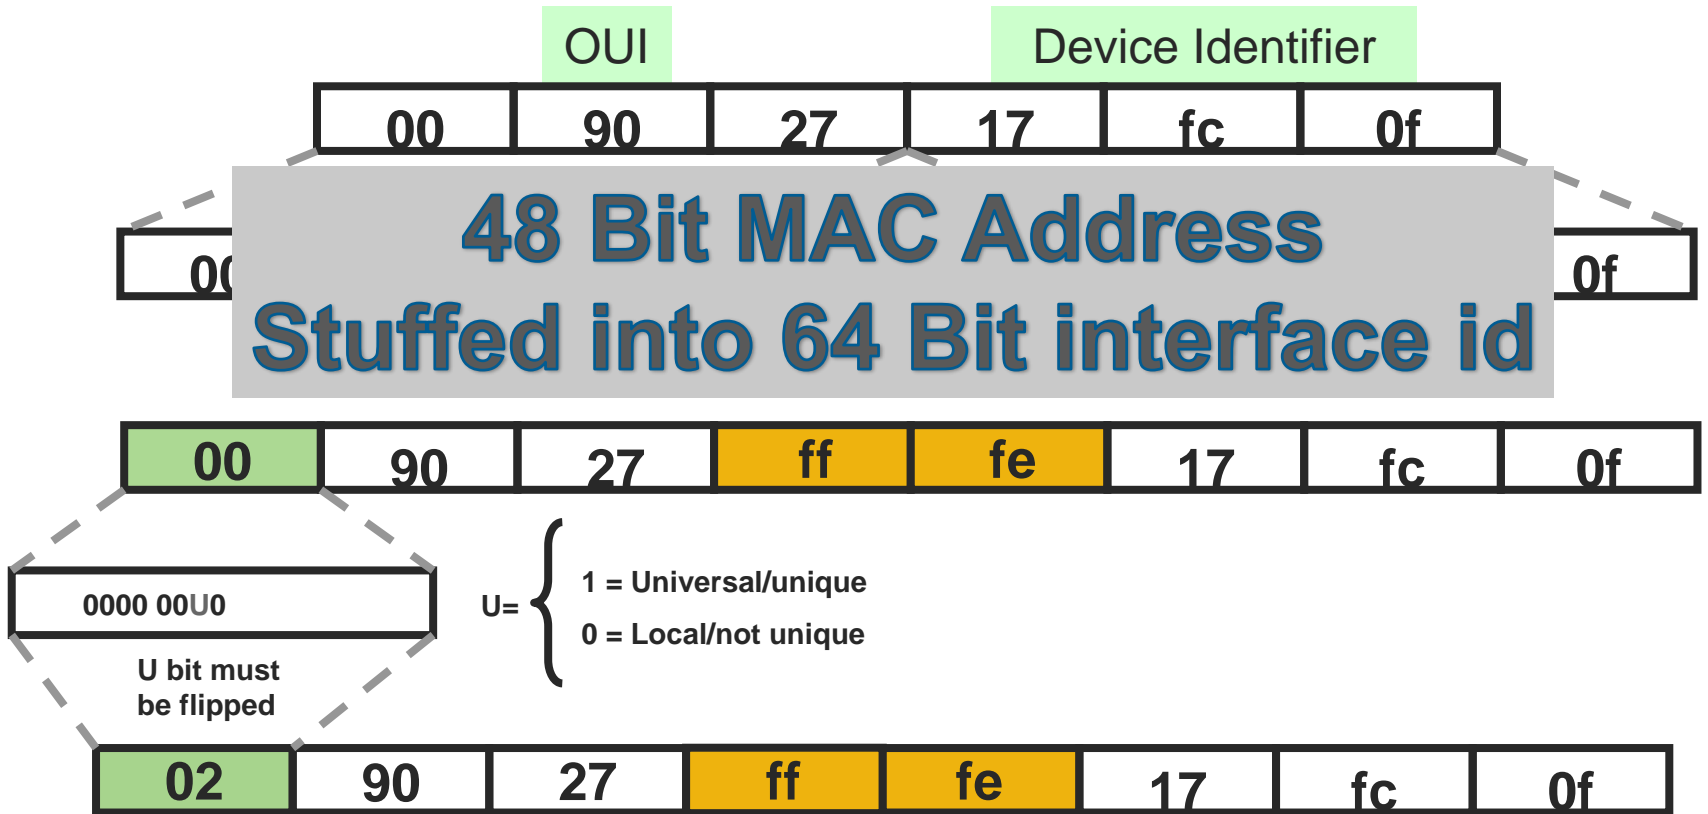 OUI Device Identifier
00 90 27 17 fc 0f
48 Bit MAC Address
00 0f
Stuffed into 64 Bit interface id
00 90 27 ff fe 17 fc 0f
1 = Universal/unique
0000 00U0 U=
0 = Local/not unique
U bit must
be flipped
02 90 27 ff fe 17 fc 0f